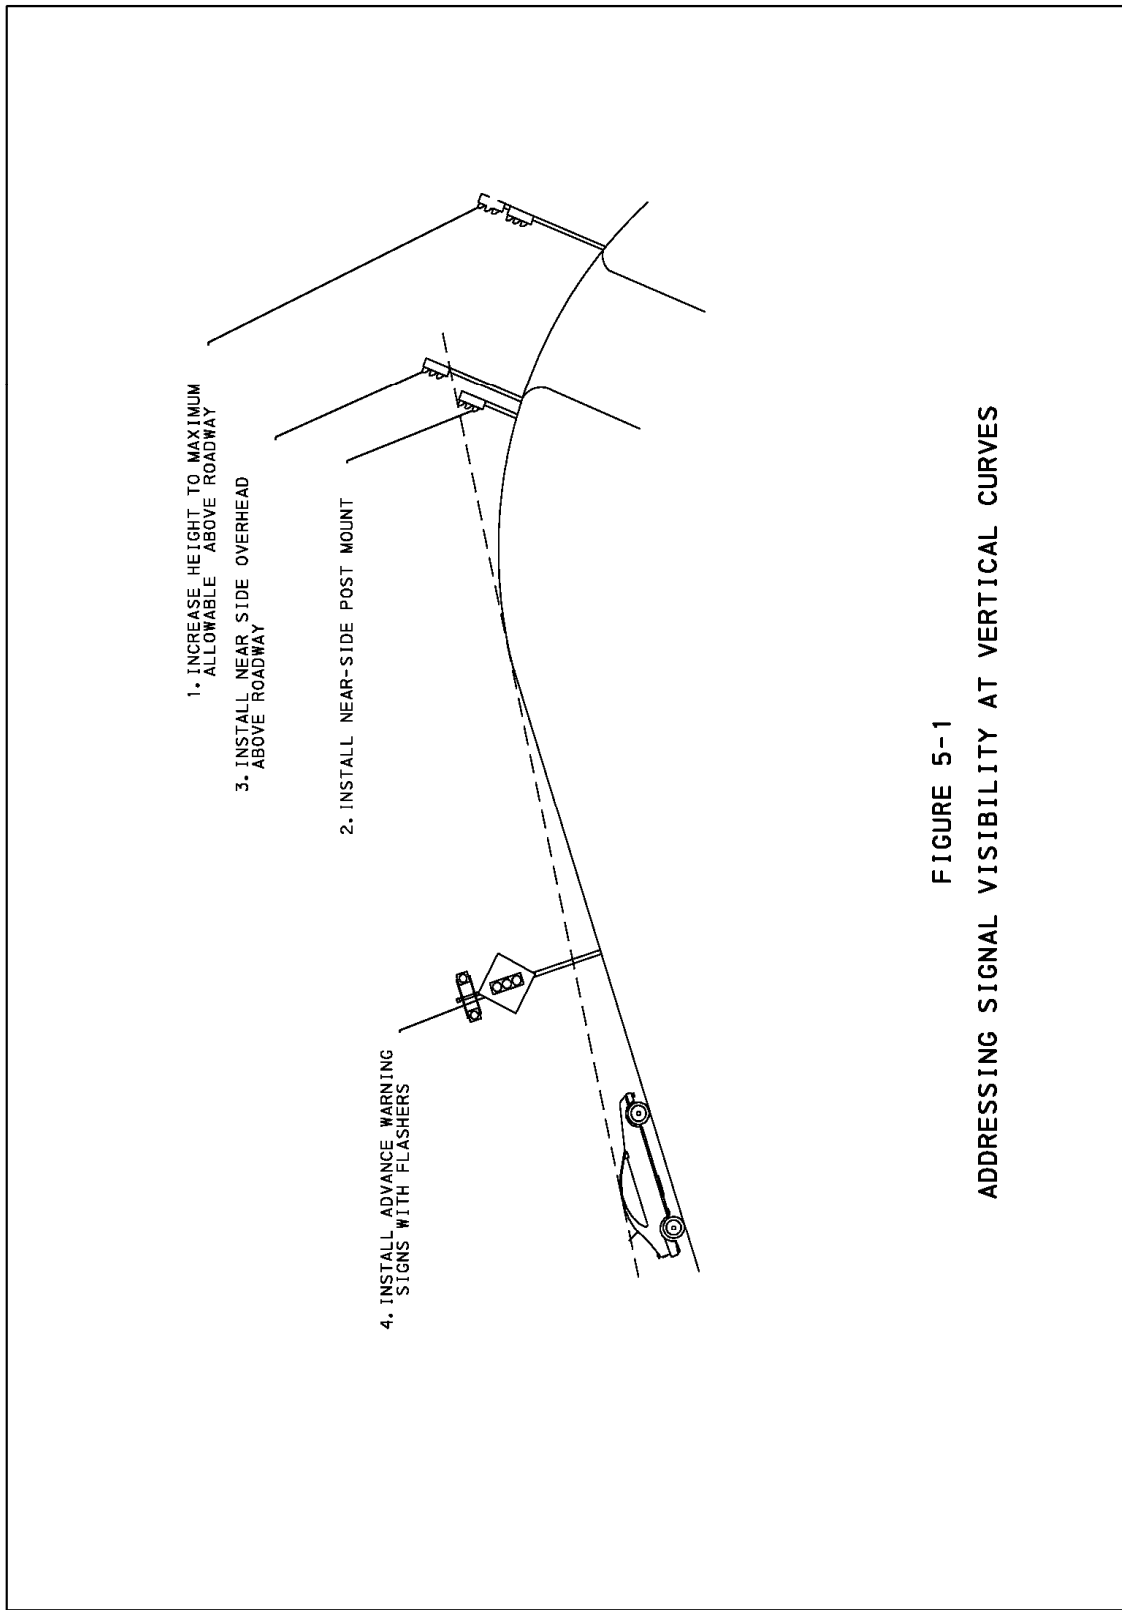 1. INCREASE HEIGHT TO MAXIMUM
ALLOWABLE ABOVE ROADWAY
3. INSTALL NEAR SIDE OVERHEAD
ABOVE ROADWAY
2. INSTALL NEAR-SIDE POST MOUNT
4. INSTALL ADVANCE WARNING
SIGNS WITH FLASHERS
FIGURE 5-1
ADDRESSING SIGNAL VISIBILITY AT VERTICAL CURVES